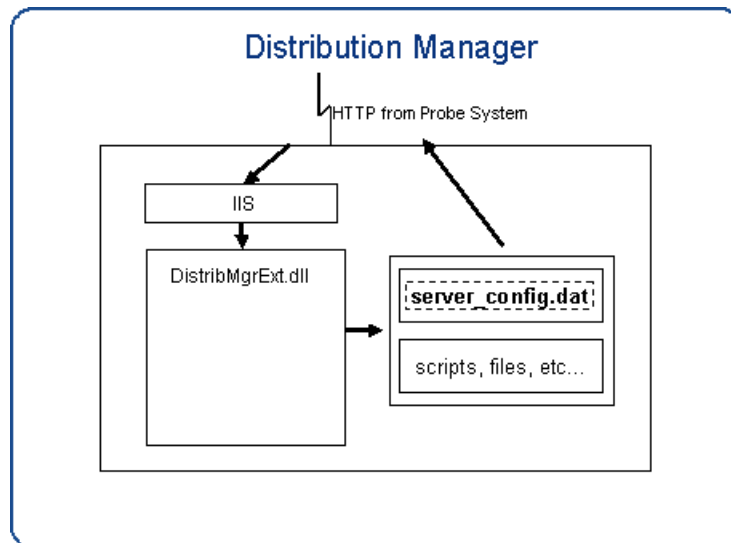 Distribution Manager
HTTP from Probe System
IIS
DistribMgrExt.dll
server_config.dat
scripts, files, etc...